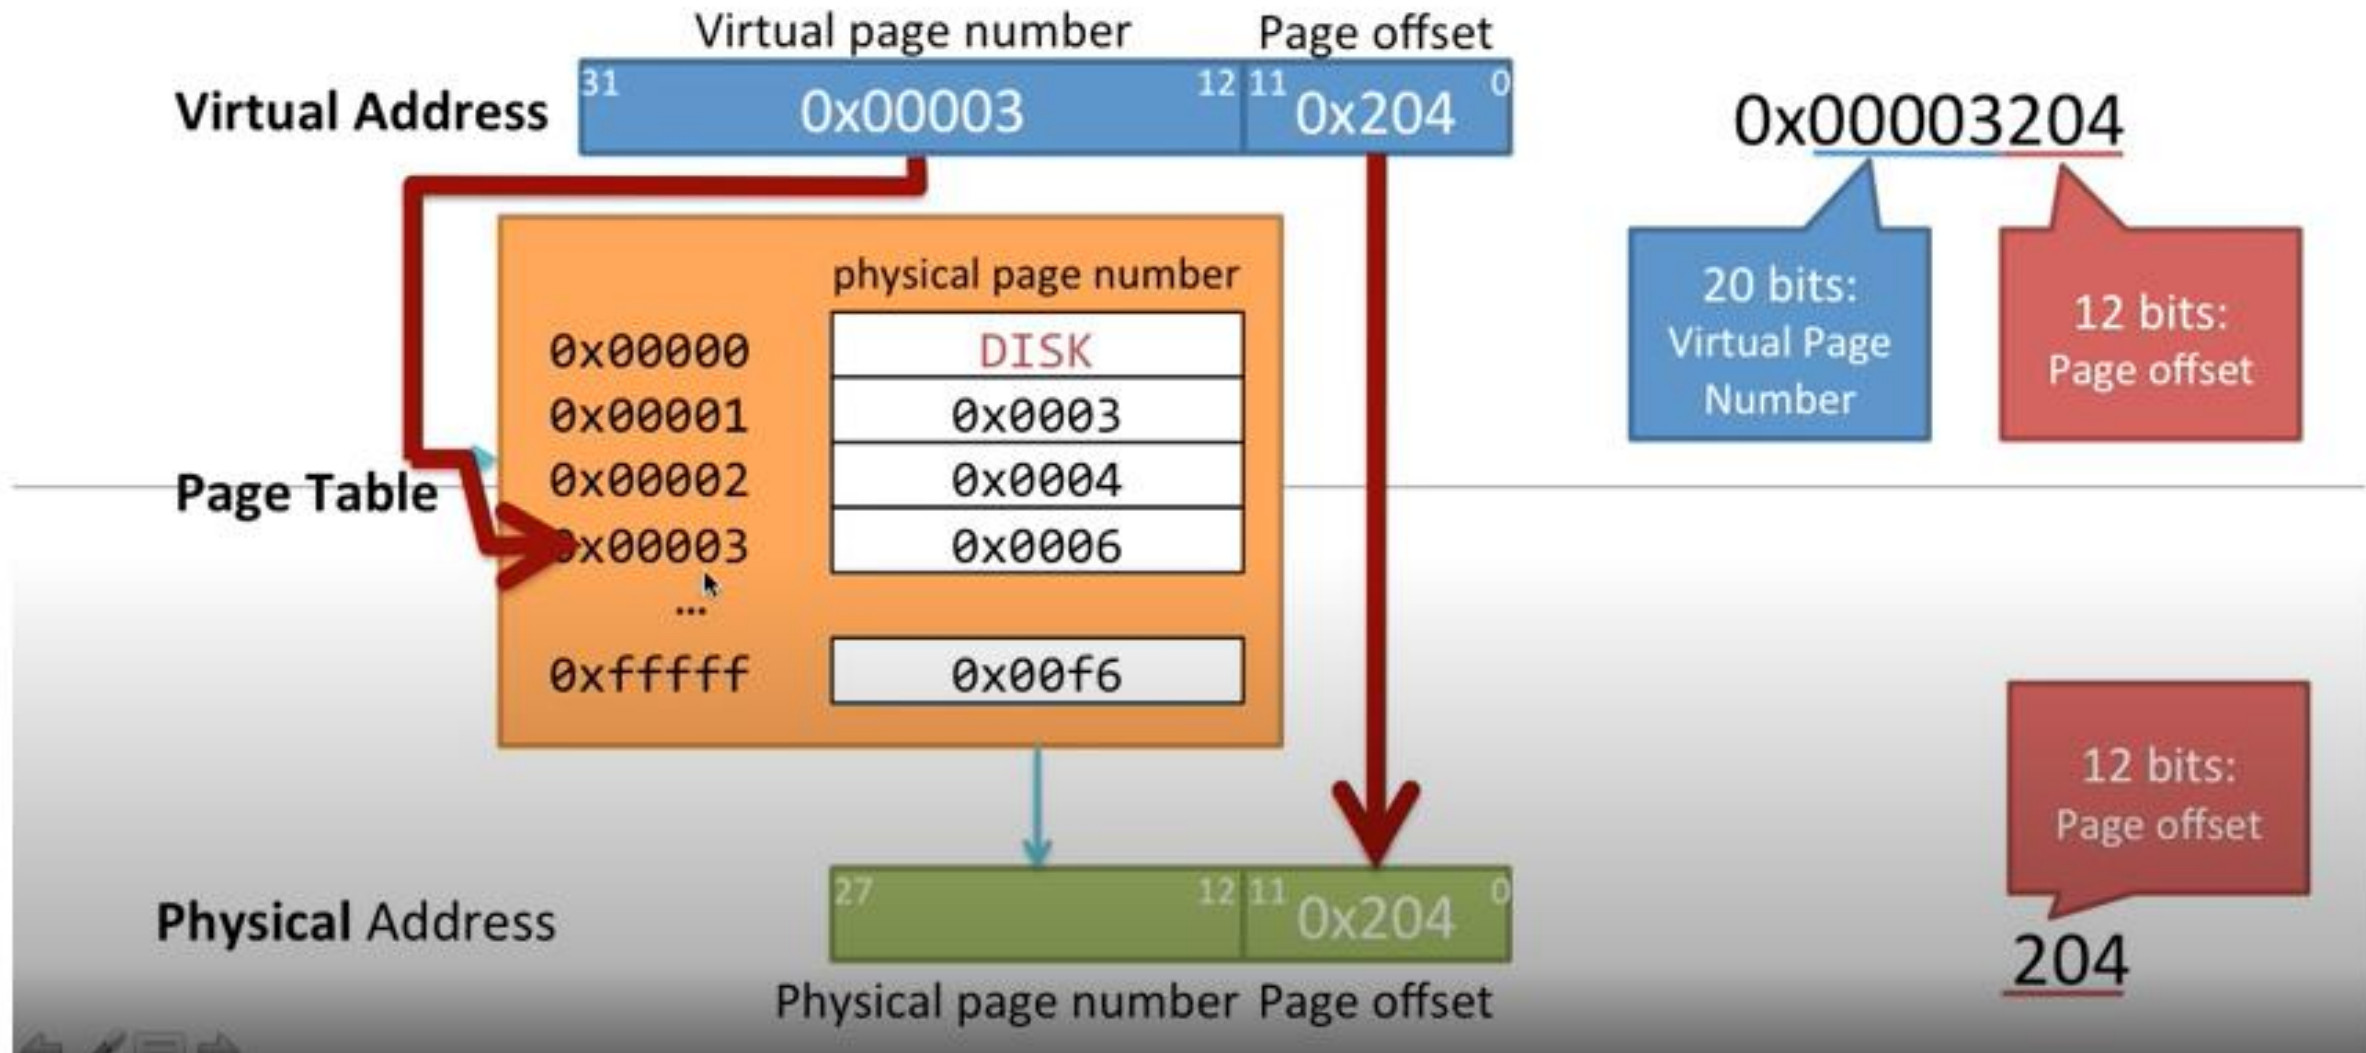 Virtual page number Page offset
Virtual Address 31 0x00003 12 11 0x204 0
0x00003204
20 bits:
Virtual Page
Number
12 bits:
Page offset
physical page number
0x00000 DISK
0x00001 0x0003
0x00002 0x0004
Page Table
0x00003 0x0006
...
0xfffff 0x00f6
12 bits:
Page offset
Physical Address 27 12 11 0x204 0
204
Physical page number Page offset